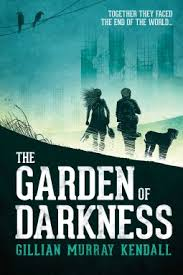 TOGETHER THEY FACED
THE END OF THE WORLD...
THE
GARDEN OF
DARKNESS
GILLIAN MURRAY KENDALL